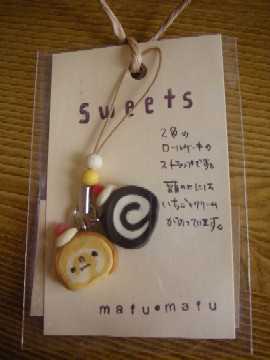 sweets
2色の
ロールケーキの
ストラップです。
頭の上には
いちごとクリーム
がのっています。
mafu•mafu